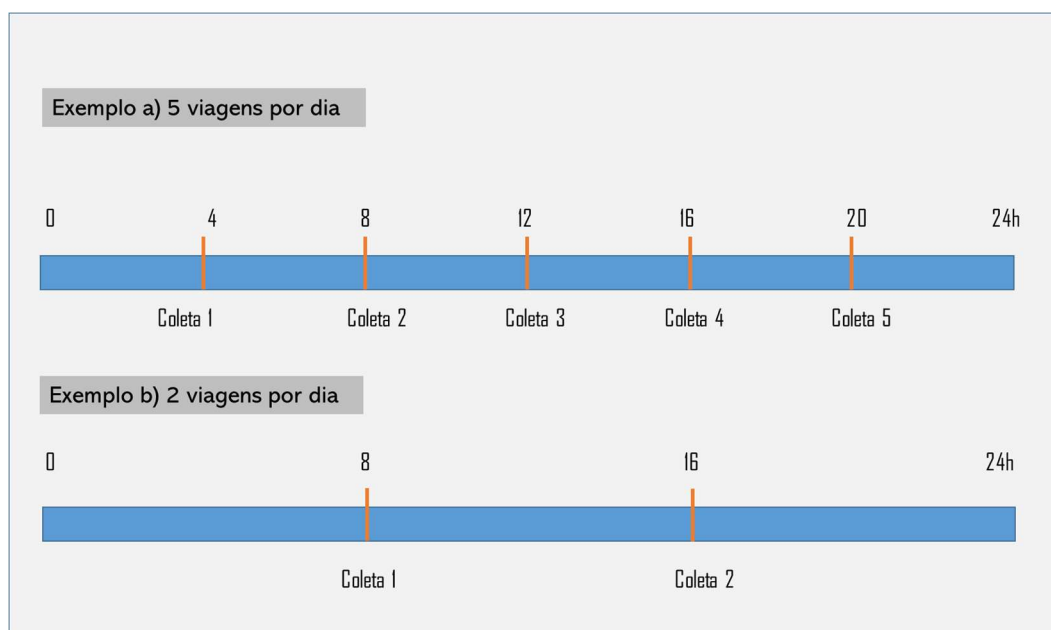 Exemplo a) 5 viagens por dia
0 4 8 12 16 20 24h
Coleta 1 Coleta 2 Coleta 3 Coleta 4 Coleta 5
Exemplo b) 2 viagens por dia
0 8 16 24h
Coleta 1 Coleta 2